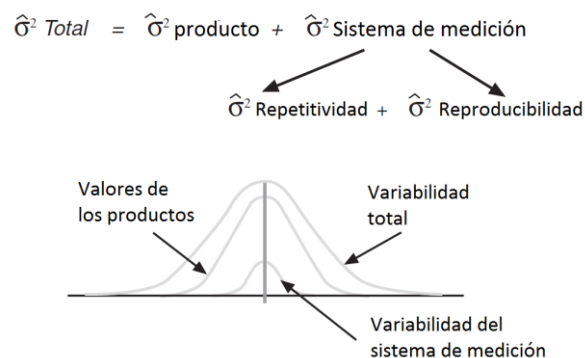 σ̂² Total = σ̂² producto + σ̂² Sistema de medición
σ̂² Repetitividad + σ̂² Reproducibilidad
Valores de
los productos
Variabilidad
total
Variabilidad del
sistema de medición